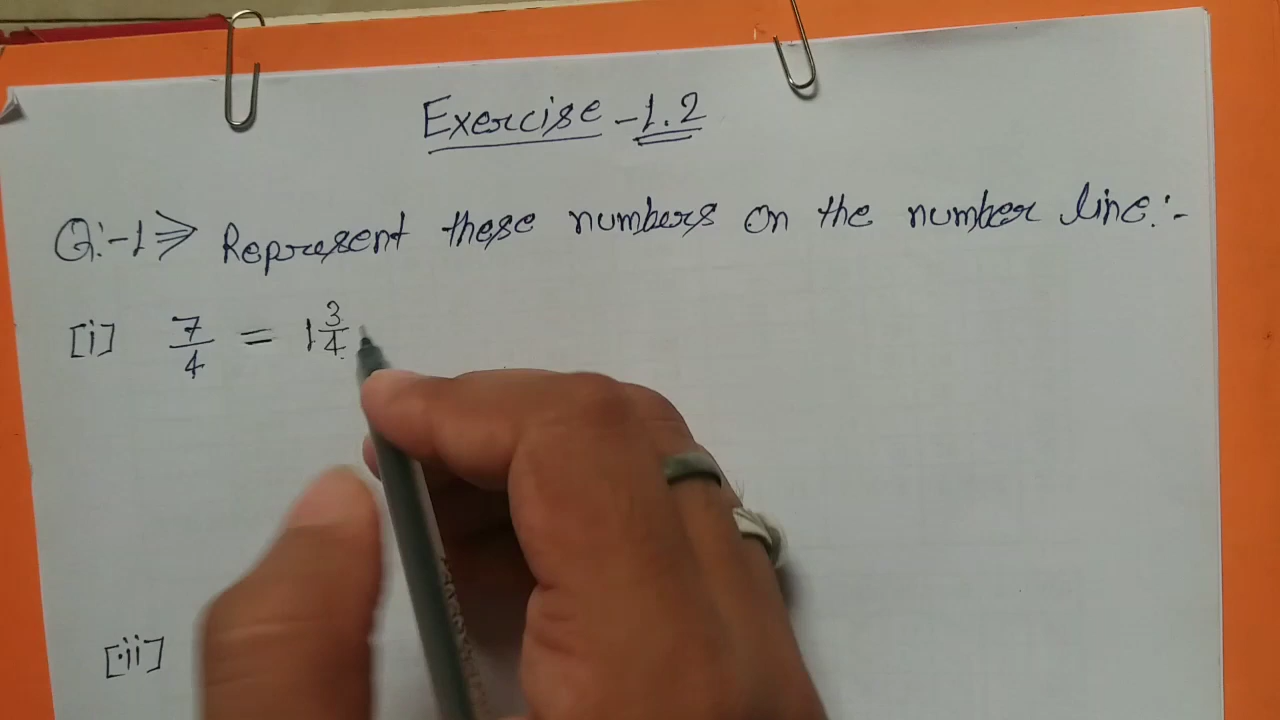 Exercise - 1.2
Q:-1⇒ Represent these numbers on the number line:-
[i] 7/4 = 1 3/4
[ii]